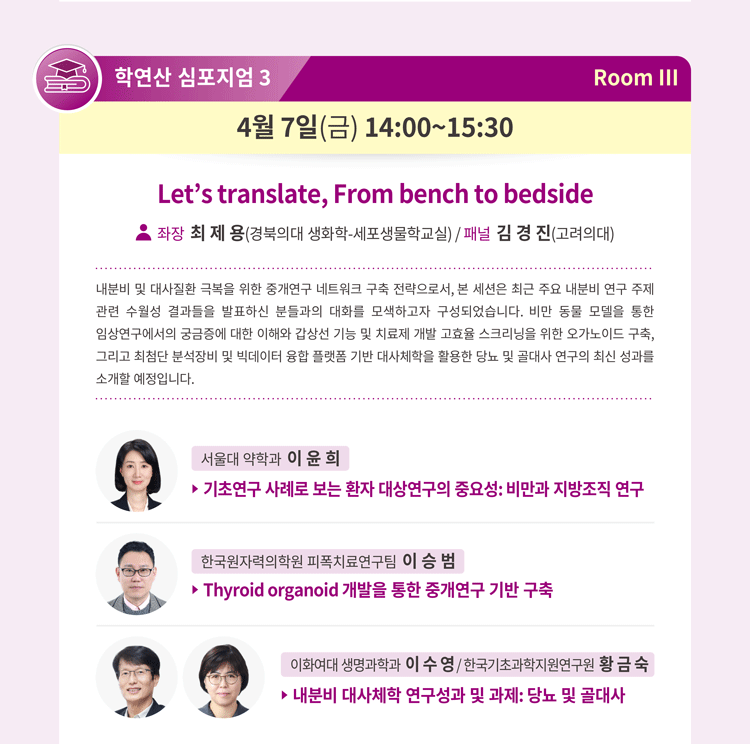 학연산 심포지엄 3
Room III
4월 7일(금) 14:00~15:30
Let's translate, From bench to bedside
좌장 최 제 용(경북의대 생화학-세포생물학교실) / 패널 김 경 진(고려의대)
내분비 및 대사질환 극복을 위한 중개연구 네트워크 구축 전략으로서, 본 세션은 최근 주요 내분비 연구 주제
관련 수월성 결과들을 발표하신 분들과의 대화를 모색하고자 구성되었습니다. 비만 동물 모델을 통한
임상연구에서의 궁금증에 대한 이해와 갑상선 기능 및 치료제 개발 고효율 스크리닝을 위한 오가노이드 구축,
그리고 최첨단 분석장비 및 빅데이터 융합 플랫폼 기반 대사체학을 활용한 당뇨 및 골대사 연구의 최신 성과를
소개할 예정입니다.
서울대 약학과 이 윤 희
기초연구 사례로 보는 환자 대상연구의 중요성: 비만과 지방조직 연구
한국원자력의학원 피폭치료연구팀 이 승 범
Thyroid organoid 개발을 통한 중개연구 기반 구축
이화여대 생명과학과 이 수 영 / 한국기초과학지원연구원 황 금 숙
내분비 대사체학 연구성과 및 과제: 당뇨 및 골대사